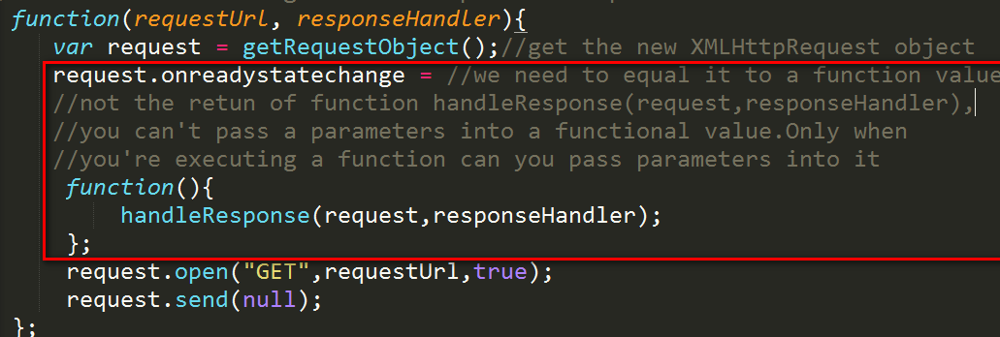 function(requestUrl, responseHandler){
var request = getRequestObject();//get the new XMLHttpRequest object
request.onreadystatechange = //we need to equal it to a function value
//not the retun of function handleResponse(request,responseHandler),
//you can't pass a parameters into a functional value.Only when
//you're executing a function can you pass parameters into it
function(){
handleResponse(request,responseHandler);
};
request.open("GET",requestUrl,true);
request.send(null);
};